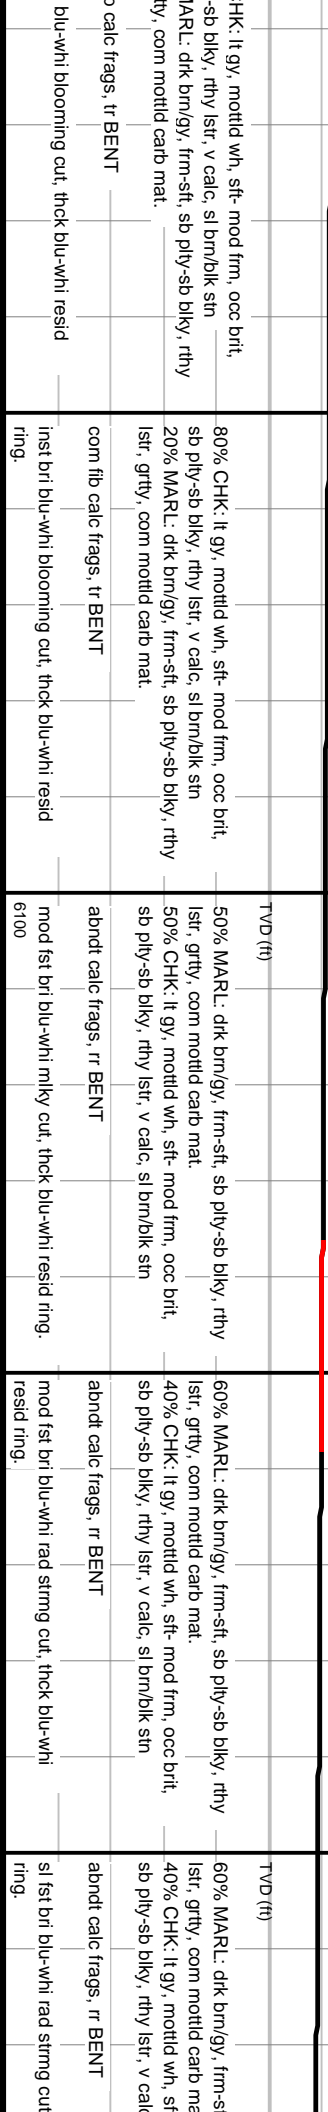 CHK: lt gy, mottld wh, sft- mod frm, occ brit,
-sb blky, rthy lstr, v calc, sl brn/blk stn
MARL: drk brn/gy, frm-sft, sb plty-sb blky, rthy
tty, com mottld carb mat.
calc frags, tr BENT
blu-whi blooming cut, thck blu-whi resid
80% CHK: lt gy, mottld wh, sft- mod frm, occ brit,
sb plty-sb blky, rthy lstr, v calc, sl brn/blk stn
20% MARL: drk brn/gy, frm-sft, sb plty-sb blky, rthy
lstr, grtty, com mottld carb mat.
com fib calc frags, tr BENT
inst bri blu-whi blooming cut, thck blu-whi resid
ring.
TVD (ft)
50% MARL: drk brn/gy, frm-sft, sb plty-sb blky, rthy
lstr, grtty, com mottld carb mat.
50% CHK: lt gy, mottld wh, sft- mod frm, occ brit,
sb plty-sb blky, rthy lstr, v calc, sl brn/blk stn
abndt calc frags, rr BENT
mod fst bri blu-whi mlky cut, thck blu-whi resid ring.
6100
60% MARL: drk brn/gy, frm-sft, sb plty-sb blky, rthy
lstr, grtty, com mottld carb mat.
40% CHK: lt gy, mottld wh, sft- mod frm, occ brit,
sb plty-sb blky, rthy lstr, v calc, sl brn/blk stn
abndt calc frags, rr BENT
mod fst bri blu-whi rad strmg cut, thck blu-whi
resid ring.
TVD (ft)
60% MARL: drk brn/gy, frm-s
lstr, grtty, com mottld carb ma
40% CHK: lt gy, mottld wh, sf
sb plty-sb blky, rthy lstr, v calc
abndt calc frags, rr BENT
sl fst bri blu-whi rad strmg cut
ring.